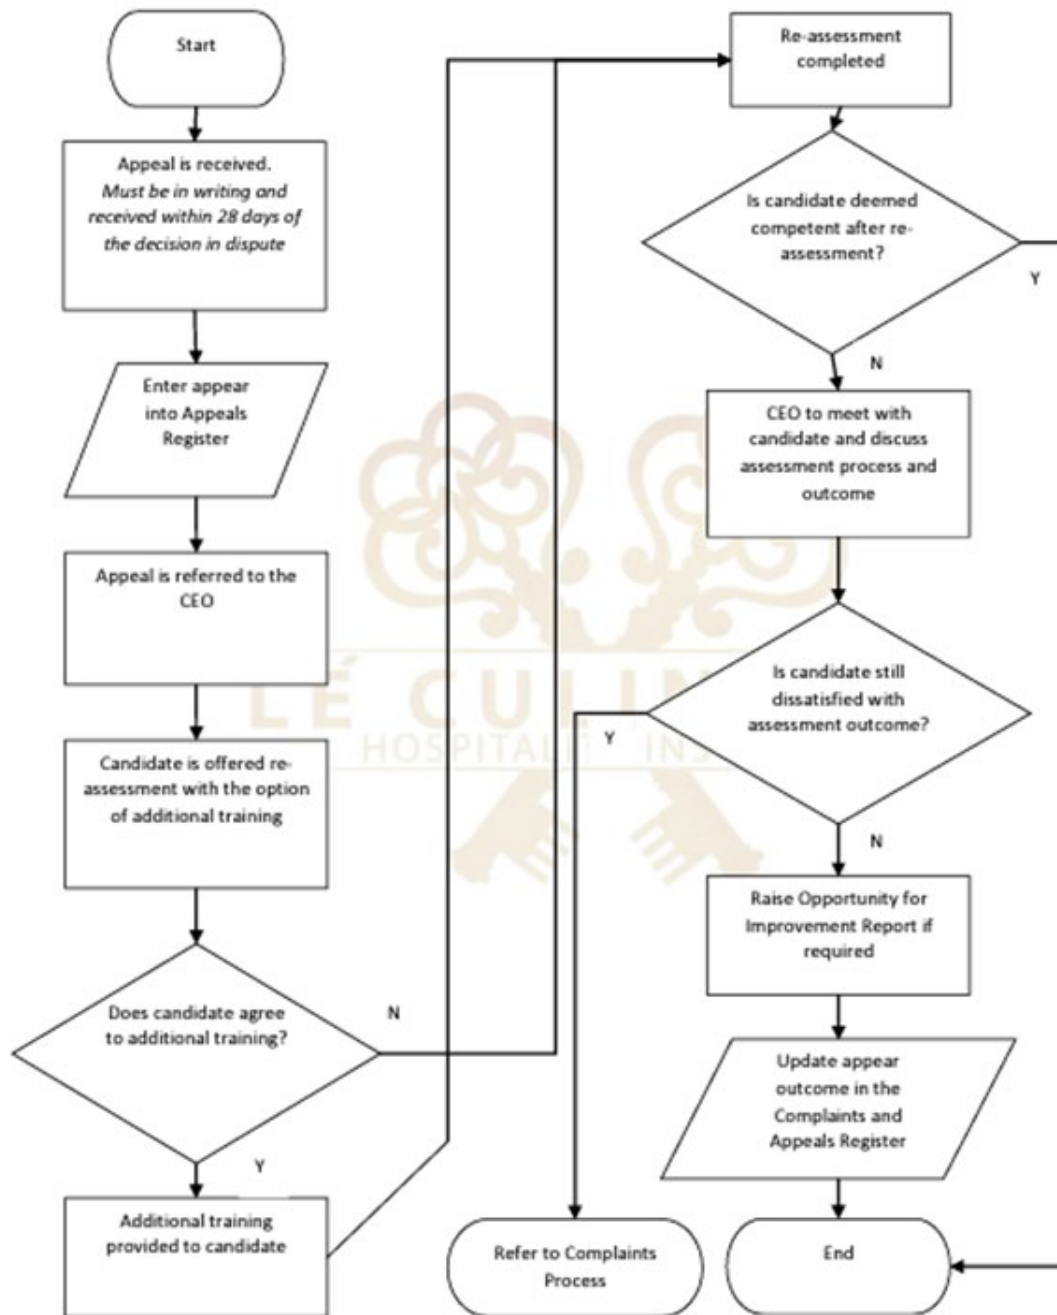 Start
Appeal is received.
Must be in writing and
received within 28 days of
the decision in dispute
Enter appear
into Appeals
Register
Appeal is referred to the
CEO
Candidate is offered re-
assessment with the option
of additional training
Does candidate agree
to additional training?
N
Y
Additional training
provided to candidate
Re-assessment
completed
Is candidate deemed
competent after re-
assessment?
Y
N
CEO to meet with
candidate and discuss
assessment process and
outcome
Is candidate still
dissatisfied with
assessment outcome?
Y
N
Raise Opportunity for
Improvement Report if
required
Update appear
outcome in the
Complaints and
Appeals Register
Refer to Complaints
Process
End
LÉ CULIN
HOSPITALIT INS